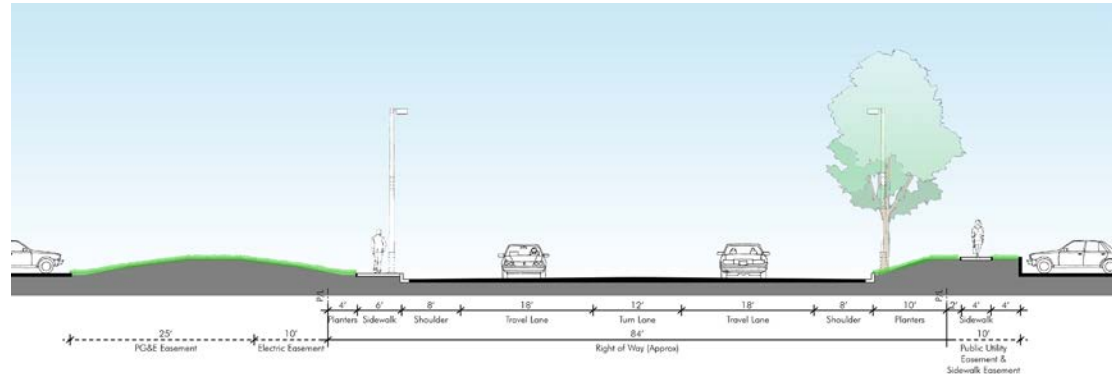 P/L
P/L
4' 6' 8' 18' 12' 18' 8' 10' 2' 4' 4'
Planters Sidewalk Shoulder Travel Lane Turn Lane Travel Lane Shoulder Planters Sidewalk
25' 10' 84' 10'
PG&E Easement Electric Easement Right of Way (Approx) Public Utility
Easement &
Sidewalk Easement